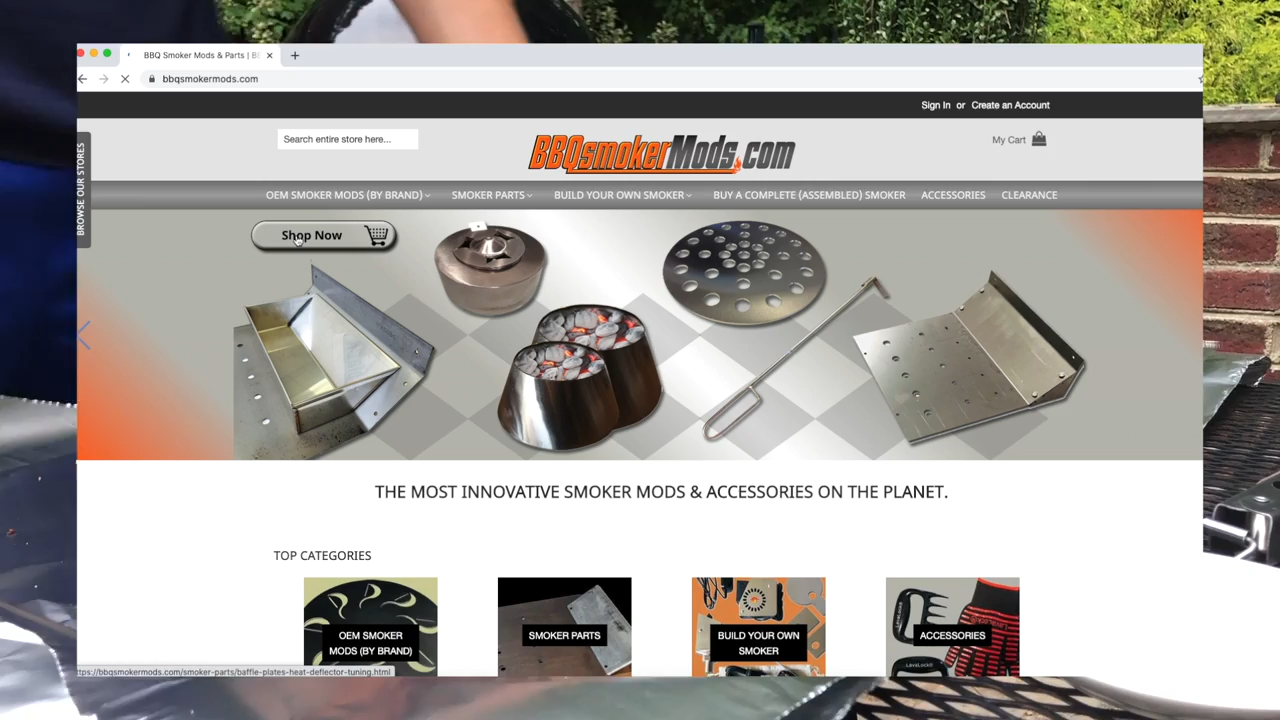 BBQ Smoker Mods & Parts | B
bbqsmokermods.com
Sign In or Create an Account
Search entire store here...
BBQsmokerMods.com
My Cart
BROWSE OUR STORES
OEM SMOKER MODS (BY BRAND) SMOKER PARTS BUILD YOUR OWN SMOKER BUY A COMPLETE (ASSEMBLED) SMOKER ACCESSORIES CLEARANCE
Shop Now
THE MOST INNOVATIVE SMOKER MODS & ACCESSORIES ON THE PLANET.
TOP CATEGORIES
OEM SMOKER
MODS (BY BRAND)
SMOKER PARTS
BUILD YOUR OWN
SMOKER
ACCESSORIES
LavaLock®
LavaLock®
ttps://bbqsmokermods.com/smoker-parts/baffle-plates-heat-deflector-tuning.html